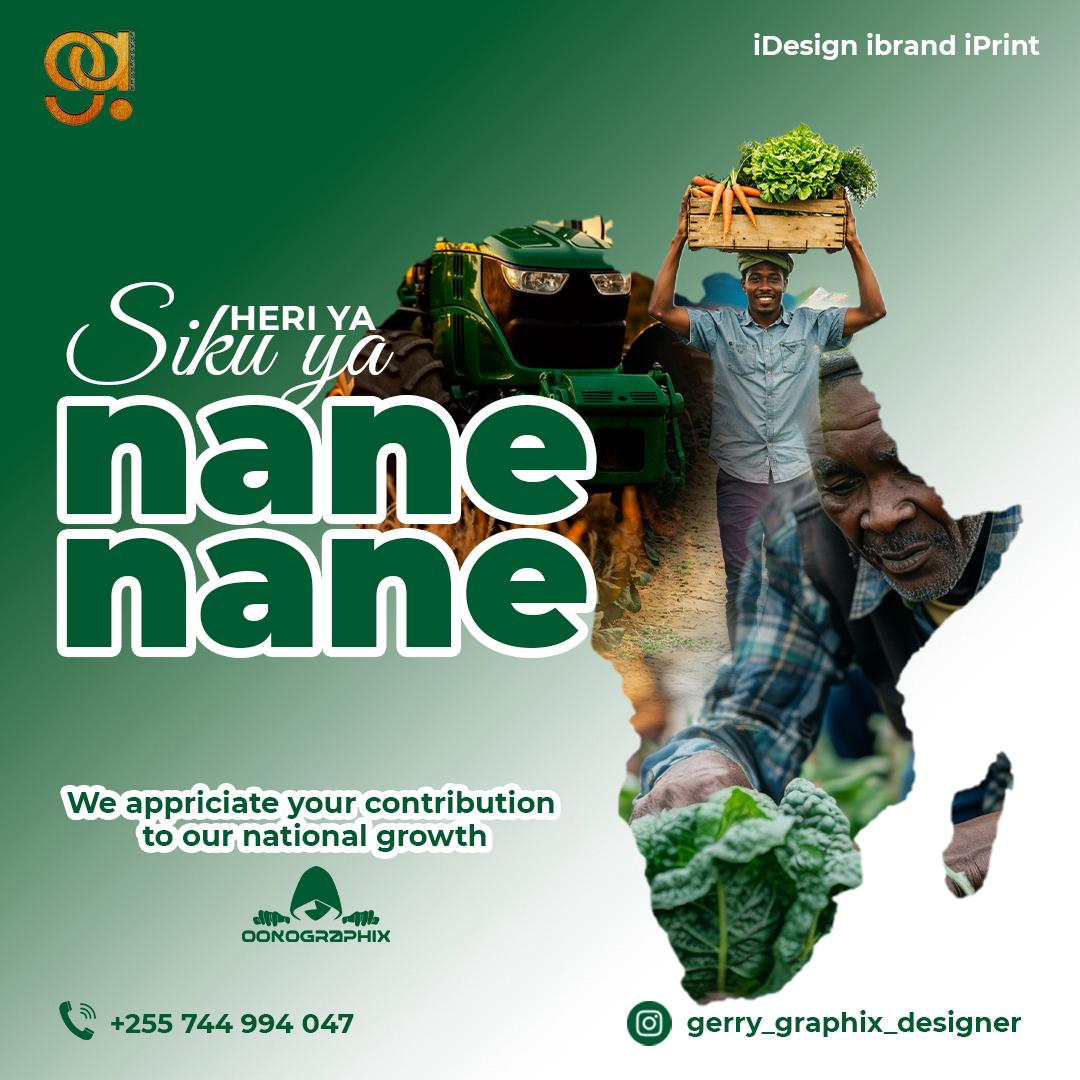 iDesign ibrand iPrint
HERI YA
Siku ya
nane
nane
We appriciate your contribution
to our national growth
OONOGRAPHIX
+255 744 994 047
gerry_graphix_designer